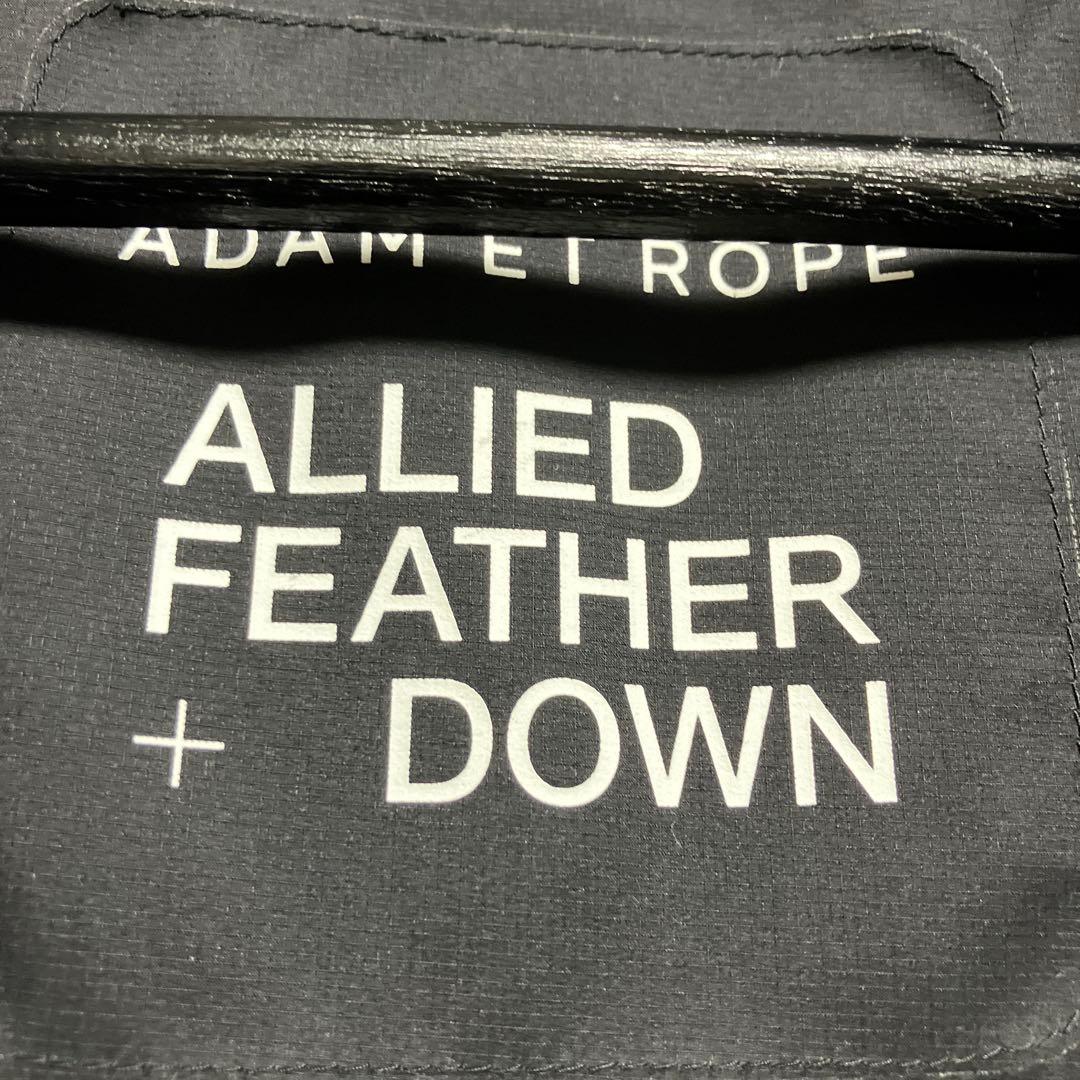 ADAM ET ROPE
ALLIED
FEATHER
+ DOWN